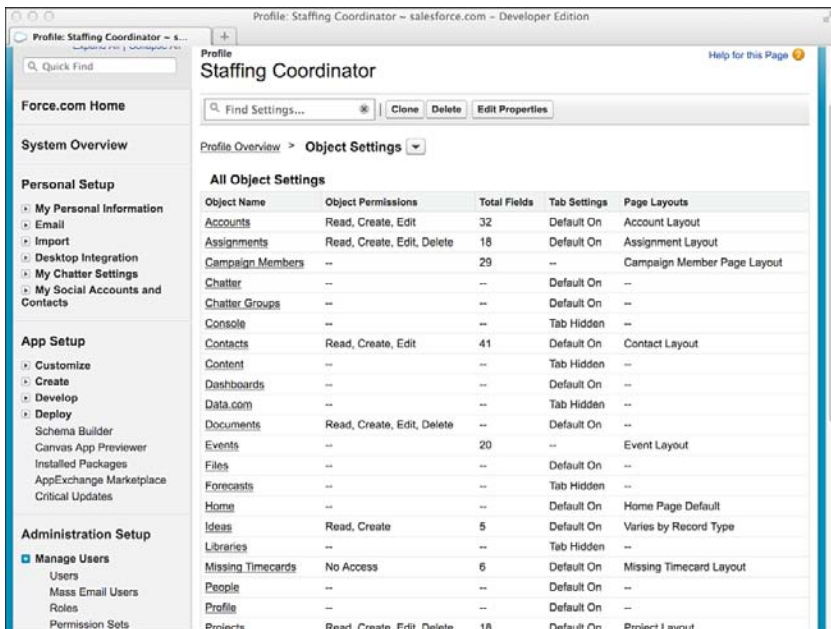 Profile: Staffing Coordinator ~ salesforce.com – Developer Edition
Profile: Staffing Coordinator ~ s...
Quick Find
Force.com Home
System Overview
Personal Setup
My Personal Information
Email
Import
Desktop Integration
My Chatter Settings
My Social Accounts and
Contacts
App Setup
Customize
Create
Develop
Deploy
Schema Builder
Canvas App Previewer
Installed Packages
AppExchange Marketplace
Critical Updates
Administration Setup
Manage Users
Users
Mass Email Users
Roles
Permission Sets
Profile
Help for this Page
Staffing Coordinator
Find Settings... Clone Delete Edit Properties
Profile Overview > Object Settings
All Object Settings
Object Name Object Permissions Total Fields Tab Settings Page Layouts
Accounts Read, Create, Edit 32 Default On Account Layout
Assignments Read, Create, Edit, Delete 18 Default On Assignment Layout
Campaign Members -- 29 -- Campaign Member Page Layout
Chatter -- -- Default On --
Chatter Groups -- -- Default On --
Console -- -- Tab Hidden --
Contacts Read, Create, Edit 41 Default On Contact Layout
Content -- -- Tab Hidden --
Dashboards -- -- Default On --
Data.com -- -- Tab Hidden --
Documents Read, Create, Edit, Delete -- Default On --
Events -- 20 -- Event Layout
Files -- -- Default On --
Forecasts -- -- Tab Hidden --
Home -- -- Default On Home Page Default
Ideas Read, Create 5 Default On Varies by Record Type
Libraries -- -- Tab Hidden --
Missing Timecards No Access 6 Default On Missing Timecard Layout
People -- -- Default On --
Profile -- -- Default On --
Projects Read, Create, Edit, Delete 18 Default On Project Layout